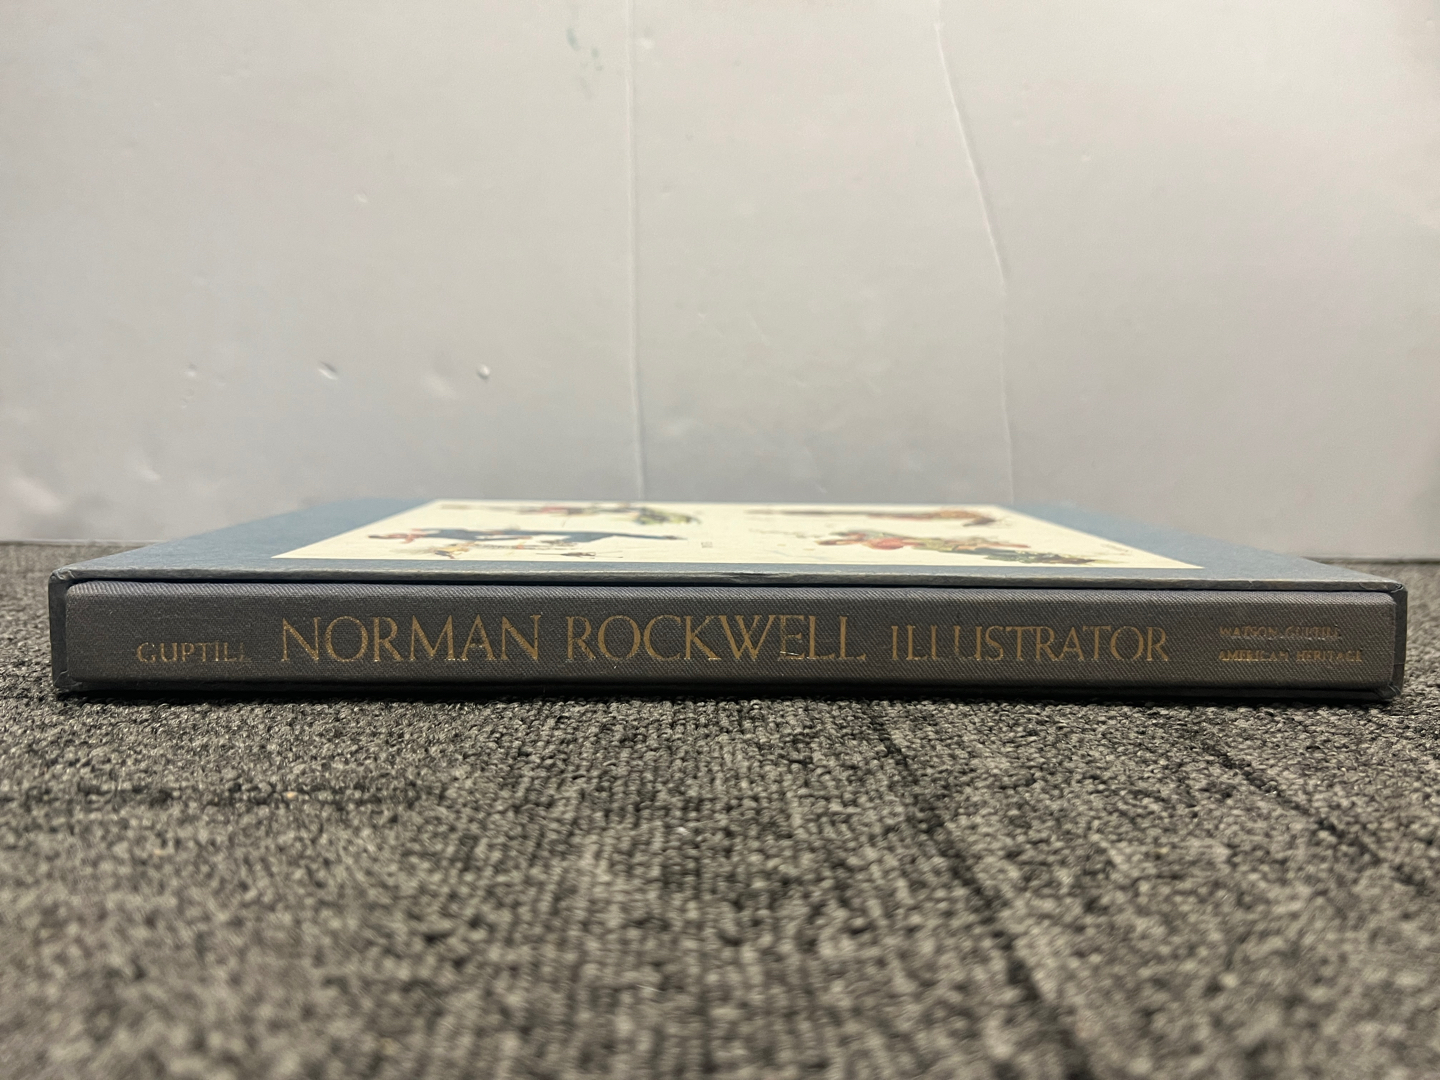 GUPTILL NORMAN ROCKWELL ILLUSTRATOR
WATSON-GUPTILL
AMERICAN HERITAGE